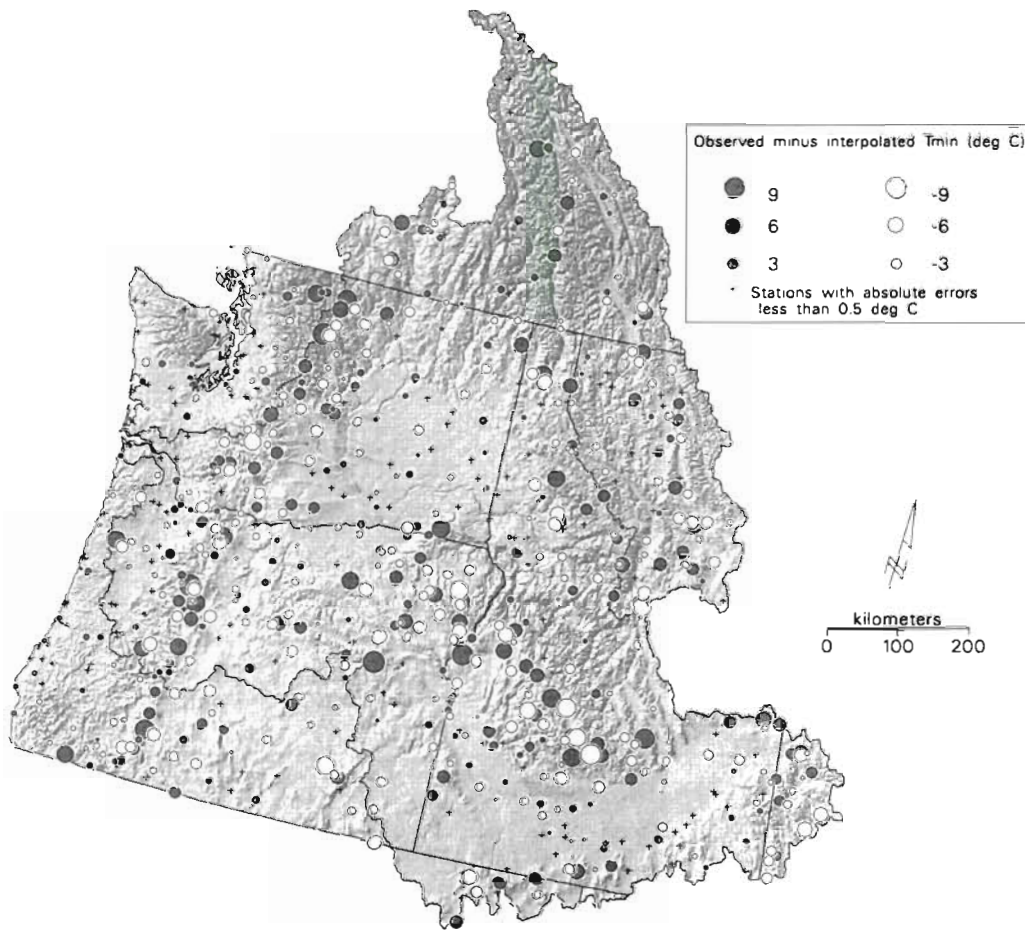 Observed minus interpolated Tmin (deg C)
9 -9
6 -6
3 -3
Stations with absolute errors
less than 0.5 deg C
N
kilometers
0 100 200